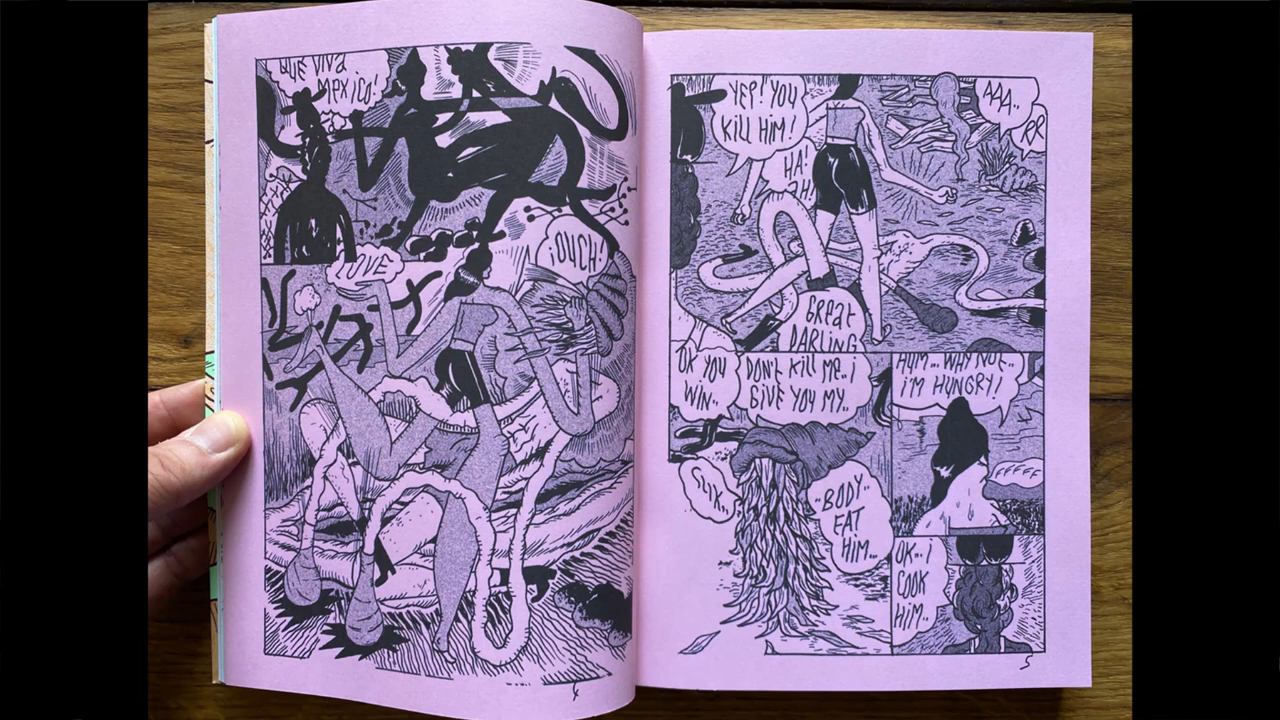 QUE VIVA
MEXICO!
LOVE
¡OUCH!
4
YEP! YOU
KILL HIM!
HA!
AH!
AAA..
RR
GREAT
DARLING
OK YOU
WIN..
DON'T KILL ME.. I
GIVE YOU MY..
HUM... WHY NOT..
I'M HUNGRY!
SLIK..
..BODY..
EAT
HIM...
OK.. I
COOK
HIM..
5